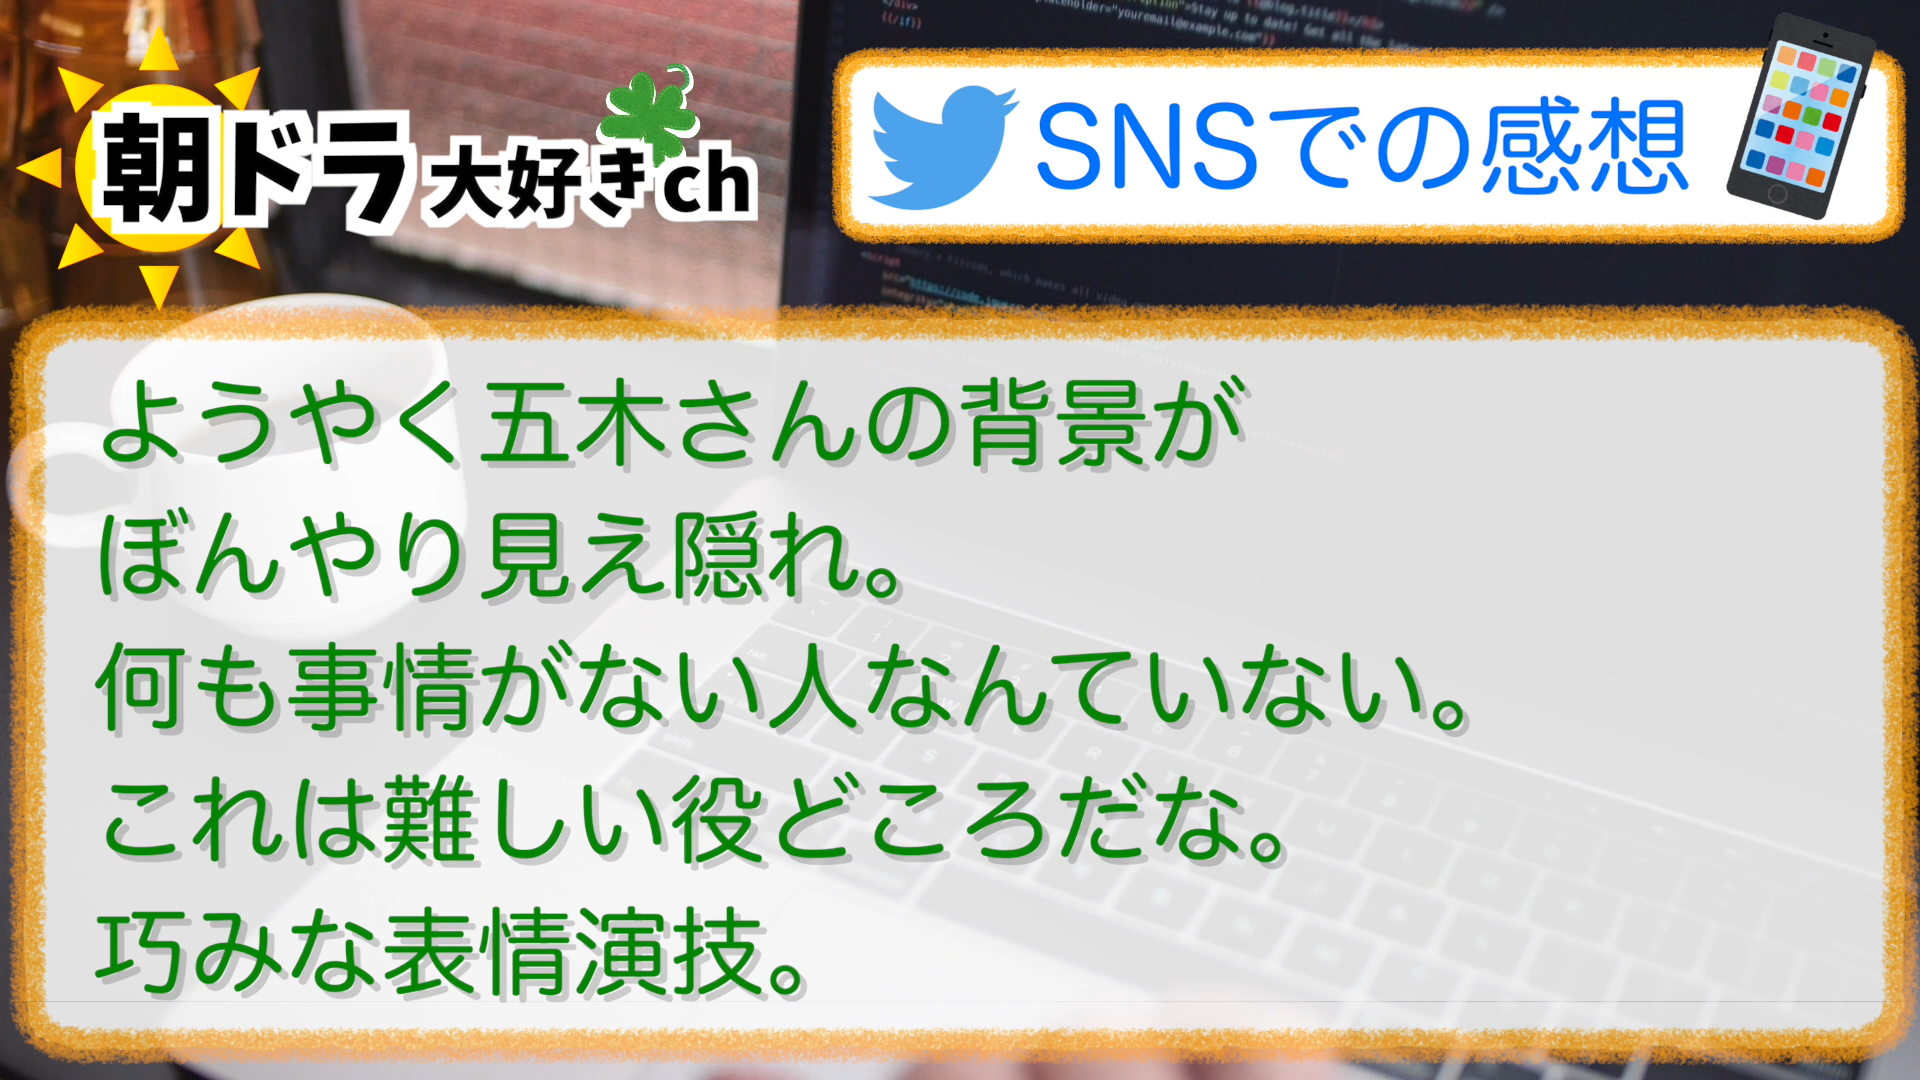 朝ドラ大好きch
SNSでの感想
ようやく五木さんの背景が
ぼんやり見え隠れ。
何も事情がない人なんていない。
これは難しい役どころだな。
巧みな表情演技。